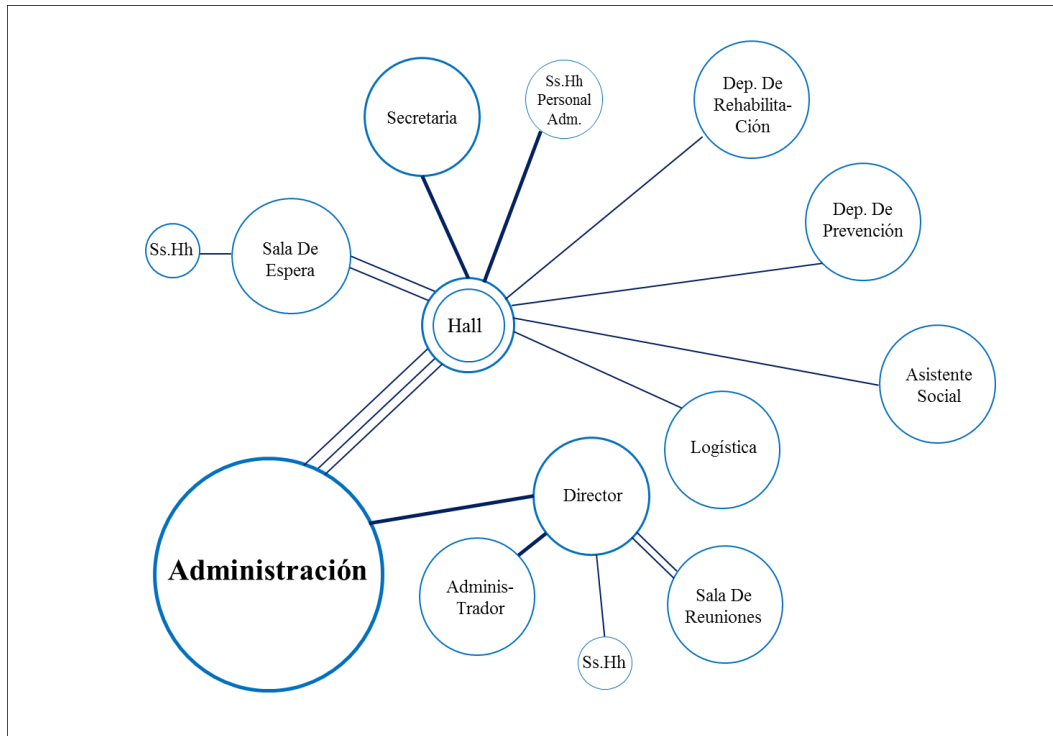 Secretaria
Ss.Hh
Personal
Adm.
Dep. De
Rehabilita-
Ción
Dep. De
Prevención
Ss.Hh
Sala De
Espera
Hall
Asistente
Social
Logística
Director
Administración
Adminis-
Trador
Sala De
Reuniones
Ss.Hh